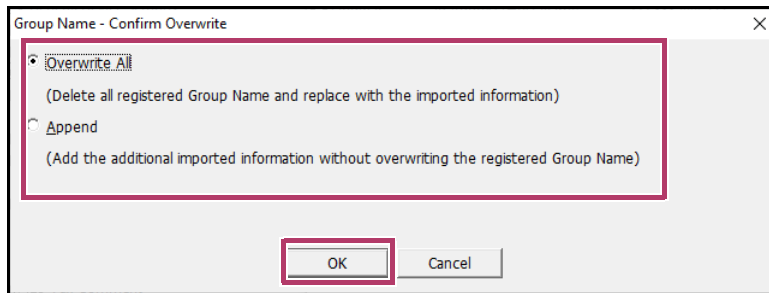 Group Name - Confirm Overwrite
Overwrite All
(Delete all registered Group Name and replace with the imported information)
Append
(Add the additional imported information without overwriting the registered Group Name)
OK
Cancel